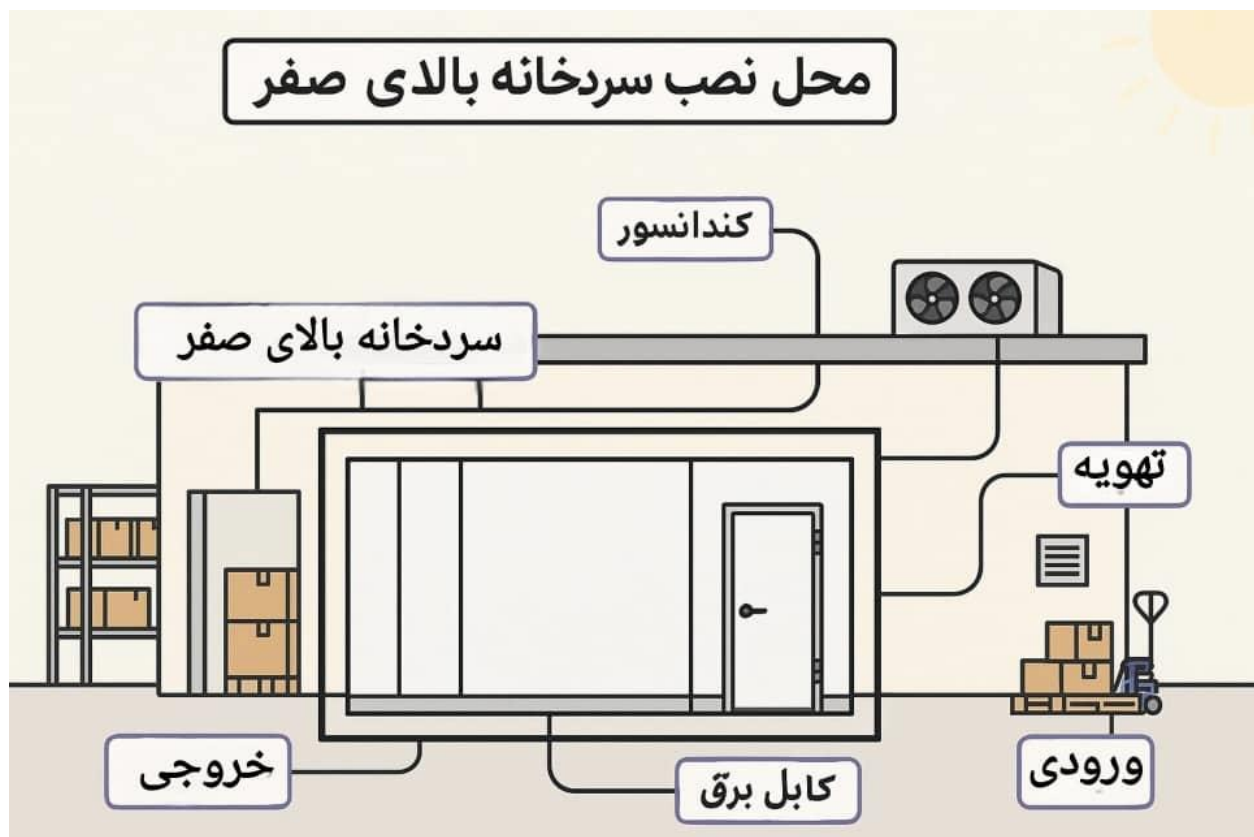 محل نصب سردخانه بالای صفر
کندانسور
سردخانه بالای صفر
تهویه
خروجی
کابل برق
ورودی